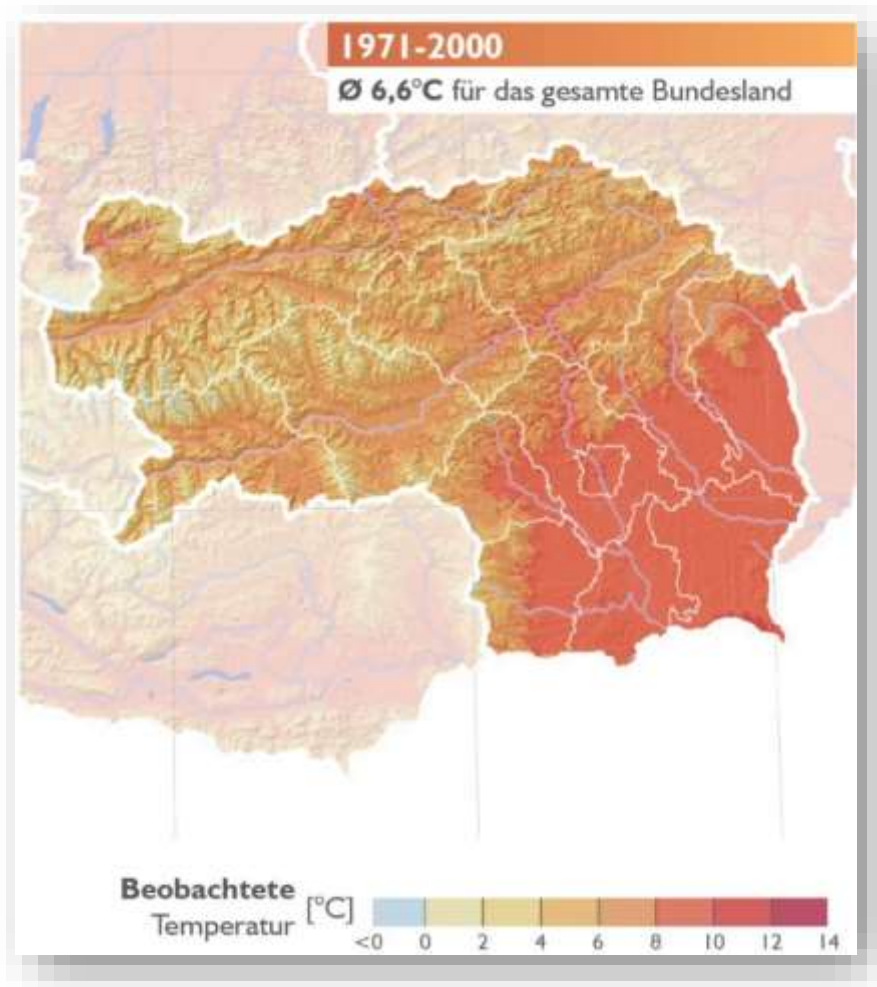 1971-2000
Ø 6,6°C für das gesamte Bundesland
Beobachtete
Temperatur [°C]
<0 0 2 4 6 8 10 12 14